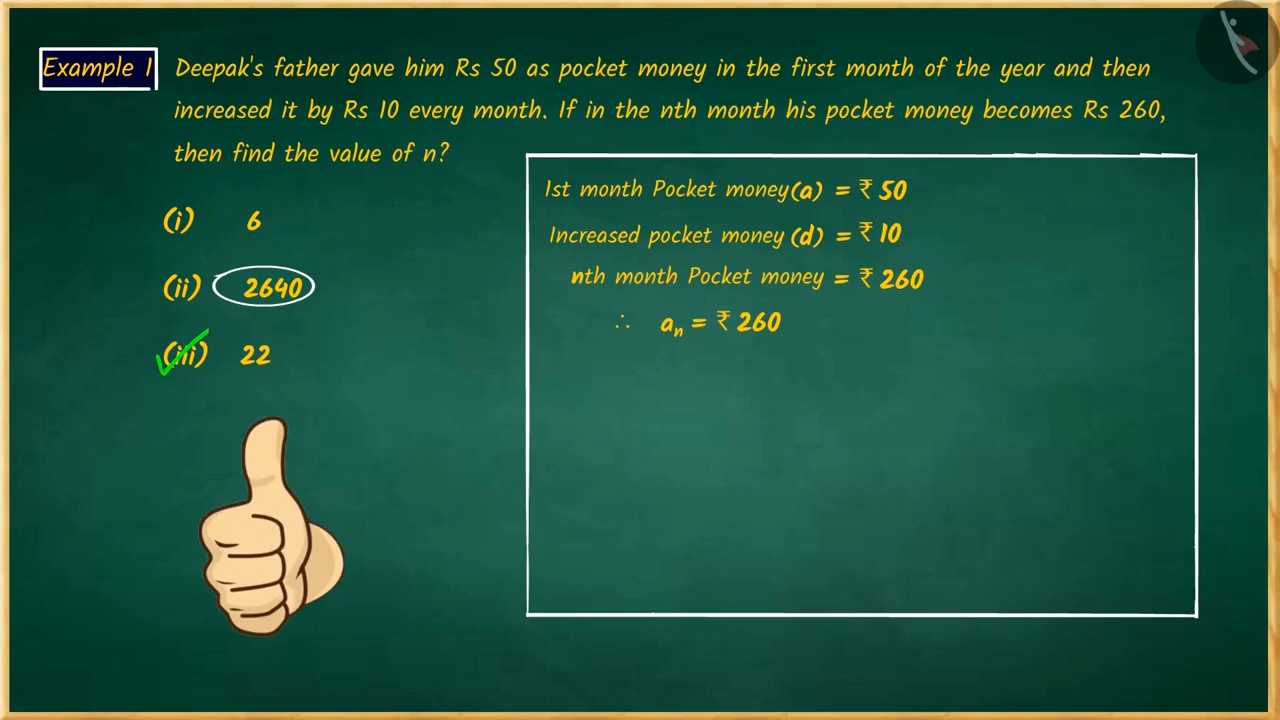 Example 1 Deepak's father gave him Rs 50 as pocket money in the first month of the year and then
increased it by Rs 10 every month. If in the nth month his pocket money becomes Rs 260,
then find the value of n?
(i) 6
(ii) 2640
(iii) 22
1st month Pocket money(a) = ₹ 50
Increased pocket money (d) = ₹ 10
nth month Pocket money = ₹ 260
∴ aₙ = ₹ 260